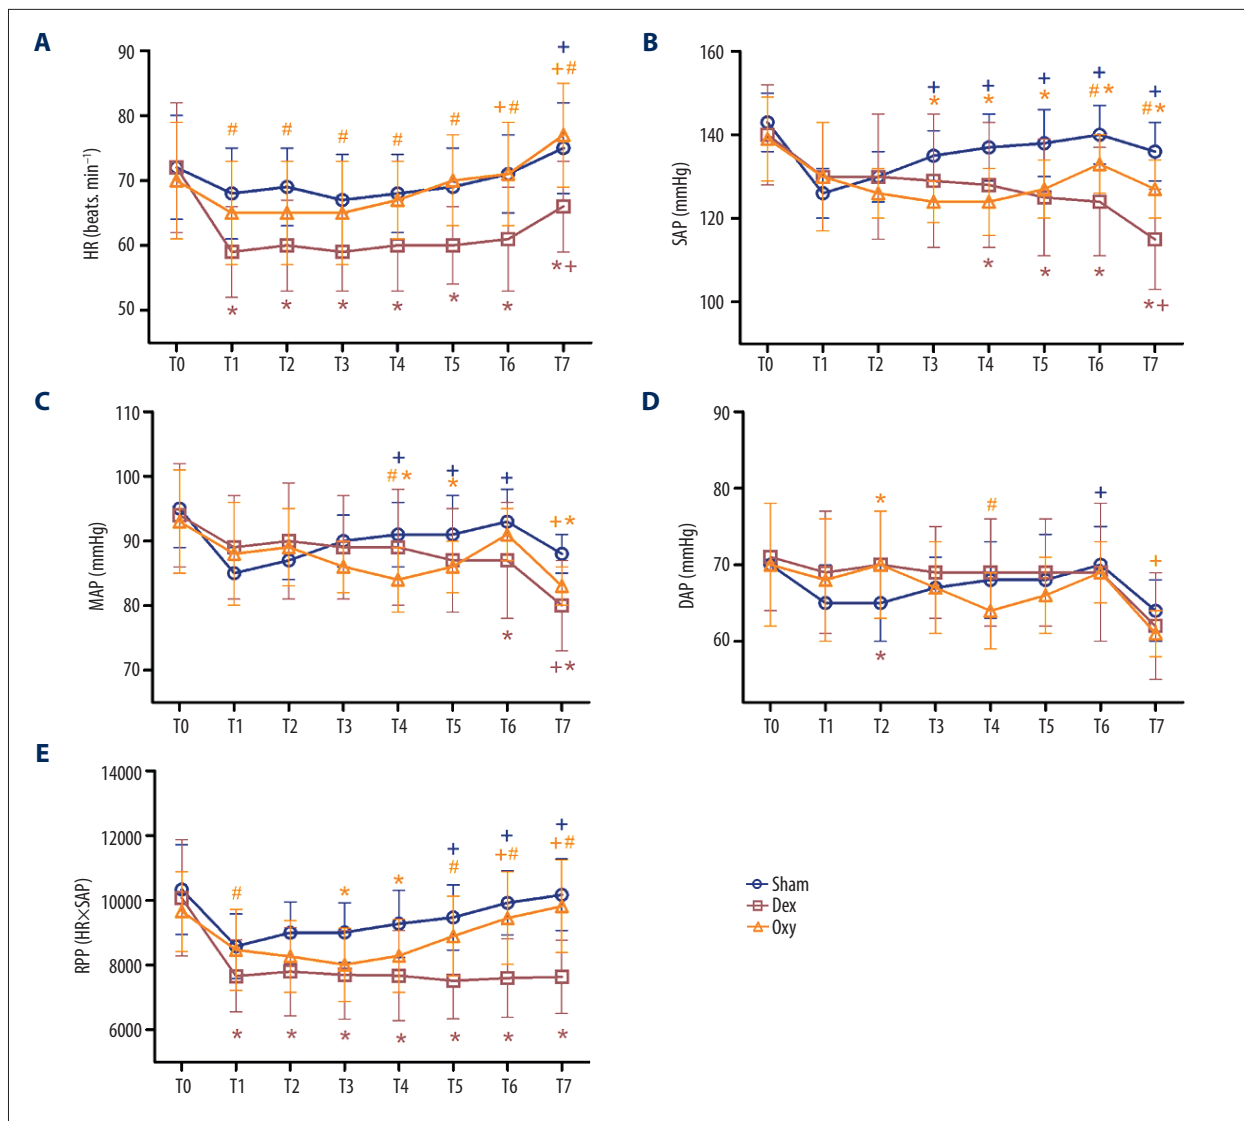 A
HR (beats. min⁻¹)
90
80
70
60
50
+
+#
# # # # # +#
* * * * * * *+
T0 T1 T2 T3 T4 T5 T6 T7
B
SAP (mmHg)
160
140
120
100
+ + + + +
* * * #* #*
* * * *+
T0 T1 T2 T3 T4 T5 T6 T7
C
MAP (mmHg)
110
100
90
80
70
+ + +
#* * +*
* +*
T0 T1 T2 T3 T4 T5 T6 T7
D
DAP (mmHg)
90
80
70
60
* # + +
*
T0 T1 T2 T3 T4 T5 T6 T7
E
RPP (HR×SAP)
14000
12000
10000
8000
6000
+ + +
# * * # +# +#
* * * * * * *
T0 T1 T2 T3 T4 T5 T6 T7
Sham
Dex
Oxy